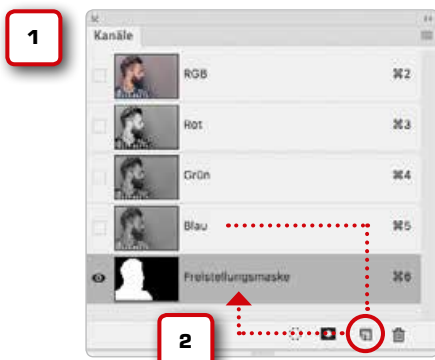 1
Kanäle
RGB ⌘2
Rot ⌘3
Grün ⌘4
Blau ⌘5
Freistellungsmaske ⌘6
2